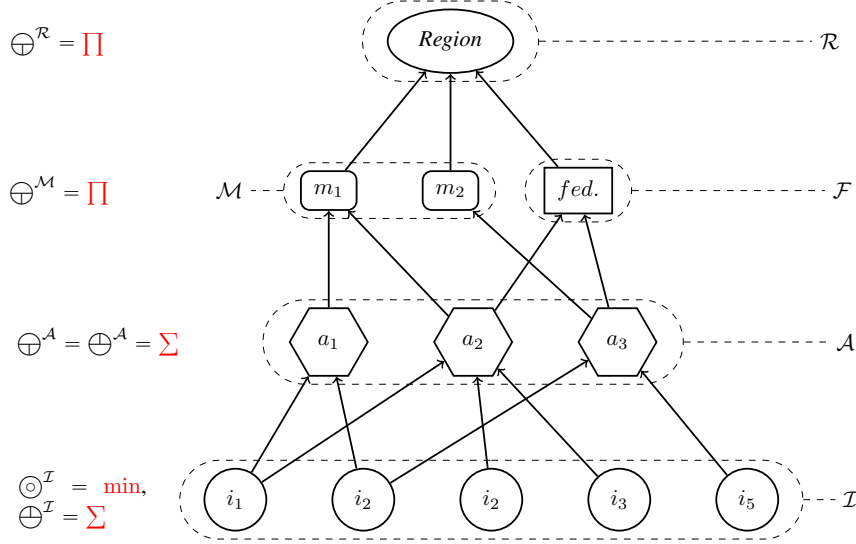 ⦶^ℛ = ∏
Region
ℛ
⦶^ℳ = ∏
ℳ
m₁
m₂
fed.
ℱ
⦶^𝒜 = ⦶^𝒜 = ∑
a₁
a₂
a₃
𝒜
⊚^ℐ = min,
⦶^ℐ = ∑
i₁
i₂
i₂
i₃
i₅
ℐ